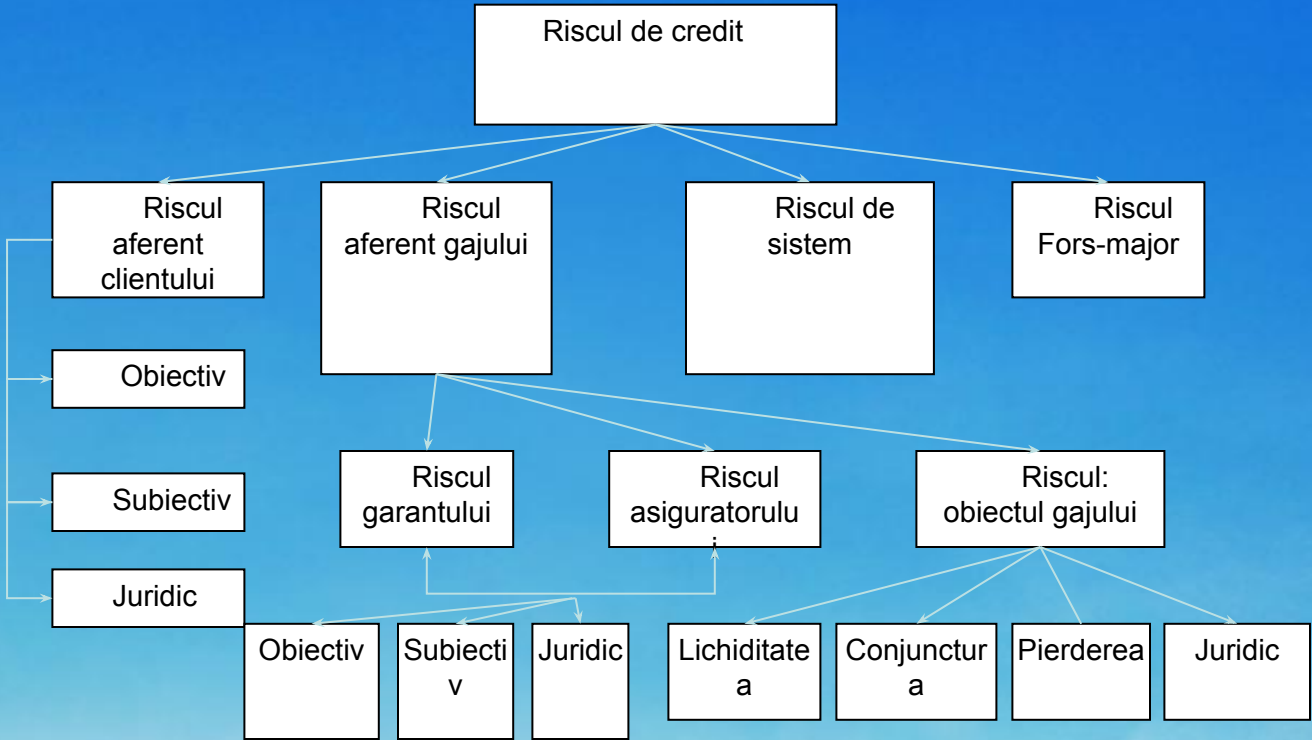 Riscul de credit
Riscul
aferent
clientului
Riscul
aferent gajului
Riscul de
sistem
Riscul
Fors-major
Obiectiv
Subiectiv
Juridic
Riscul
garantului
Riscul
asiguratorulu
i
Riscul:
obiectul gajului
Obiectiv
Subiecti
v
Juridic
Lichiditate
a
Conjunctur
a
Pierderea
Juridic